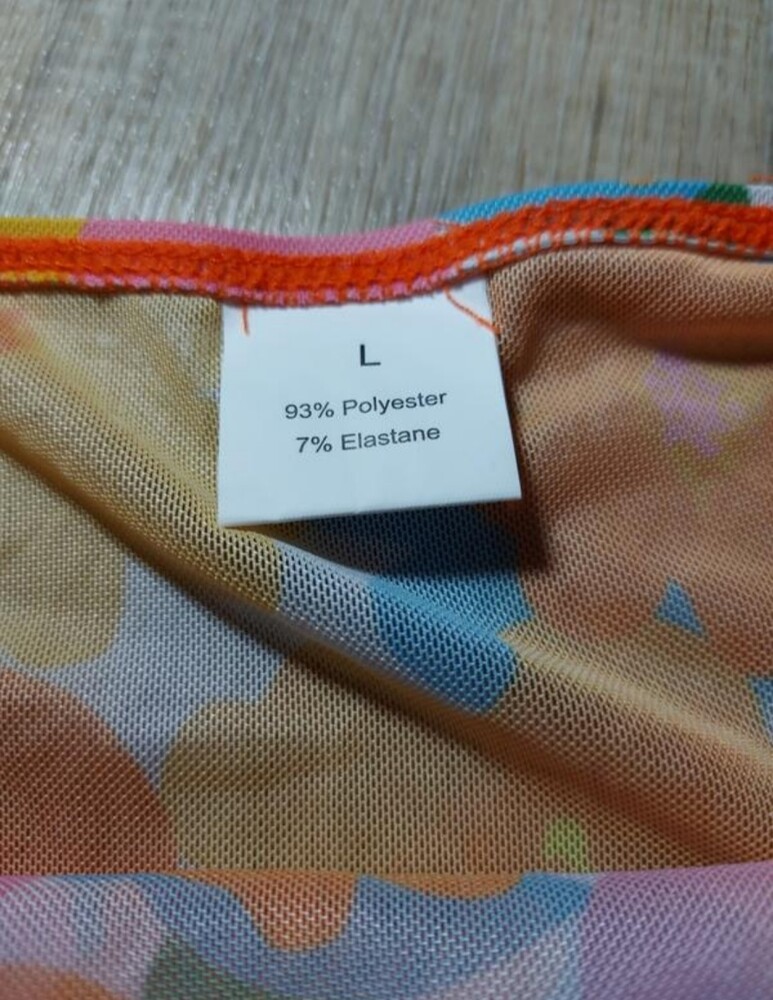 L
93% Polyester
7% Elastane